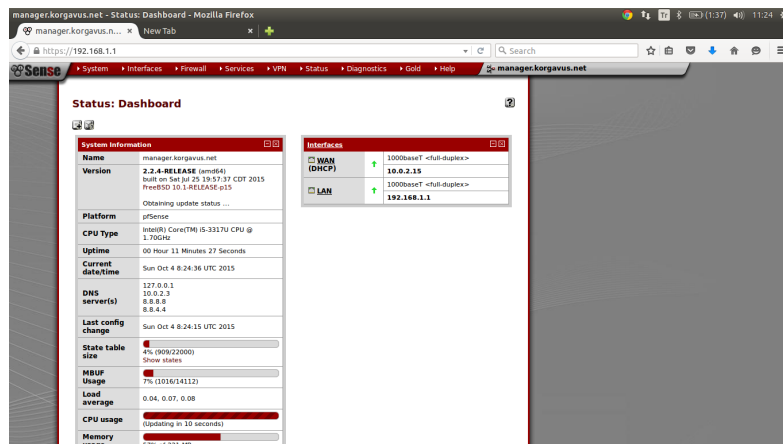 manager.korgavus.net - Status: Dashboard - Mozilla Firefox
Tr (1:37) 11:24
manager.korgavus.n... × New Tab ×
https://192.168.1.1 Search
Sense System Interfaces Firewall Services VPN Status Diagnostics Gold Help manager.korgavus.net
Status: Dashboard
System Information
Name manager.korgavus.net
Version 2.2.4-RELEASE (amd64)
built on Sat Jul 25 19:57:37 CDT 2015
FreeBSD 10.1-RELEASE-p15
Obtaining update status ...
Platform pfSense
CPU Type Intel(R) Core(TM) i5-3317U CPU @
1.70GHz
Uptime 00 Hour 11 Minutes 27 Seconds
Current
date/time Sun Oct 4 8:24:36 UTC 2015
DNS
server(s) 127.0.0.1
10.0.2.3
8.8.8.8
8.8.4.4
Last config
change Sun Oct 4 8:24:15 UTC 2015
State table
size 4% (909/22000)
Show states
MBUF
Usage 7% (1016/14112)
Load
average 0.04, 0.07, 0.08
CPU usage (Updating in 10 seconds)
Memory
Interfaces
WAN
(DHCP) 1000baseT <full-duplex>
10.0.2.15
LAN 1000baseT <full-duplex>
192.168.1.1